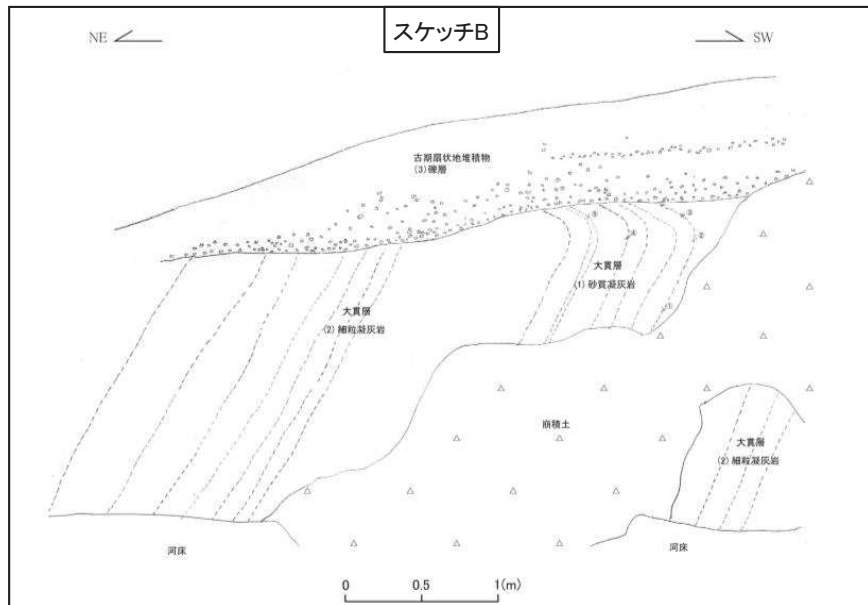 スケッチB
NE
SW
古期扇状地堆積物
(3)礫層
大貫層
(1)砂質凝灰岩
大貫層
(2)細粒凝灰岩
崩積土
大貫層
(2)細粒凝灰岩
河床
河床
0 0.5 1(m)